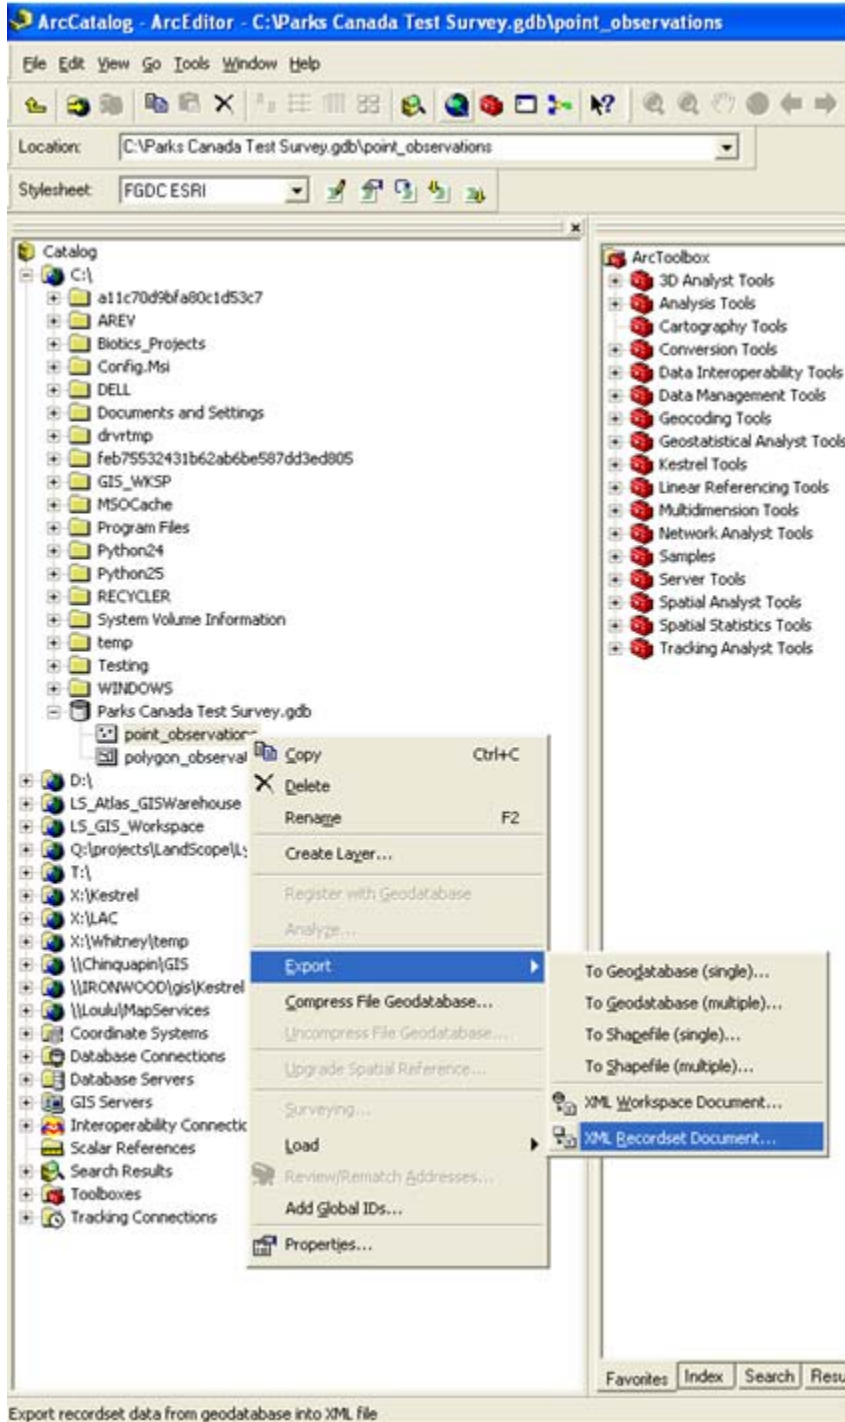 ArcCatalog - ArcEditor - C:\Parks Canada Test Survey.gdb\point_observations
File Edit View Go Tools Window Help
Location: C:\Parks Canada Test Survey.gdb\point_observations
Stylesheet: FGDC ESRI
Catalog
C:\
a11c70d9bfa80c1d53c7
AREV
Biotics_Projects
Config.Msi
DELL
Documents and Settings
drvrtmp
feb75532431b62ab6be587dd3ed805
GIS_WKSP
MSOCache
Program Files
Python24
Python25
RECYCLER
System Volume Information
temp
Testing
WINDOWS
Parks Canada Test Survey.gdb
point_observations
polygon_observat
D:\
LS_Atlas_GISWarehouse
LS_GIS_Workspace
Q:\projects\LandScope\Ly
T:\
X:\Kestrel
X:\LAC
X:\Whitney\temp
\\Chinquapin\GIS
\\IRONWOOD\gis\Kestrel
\\Loulu\MapServices
Coordinate Systems
Database Connections
Database Servers
GIS Servers
Interoperability Connectic
Scalar References
Search Results
Toolboxes
Tracking Connections
Copy Ctrl+C
Delete
Rename F2
Create Layer...
Register with Geodatabase
Analyze...
Export
Compress File Geodatabase...
Uncompress File Geodatabase...
Upgrade Spatial Reference...
Surveying...
Load
Review/Rematch Addresses...
Add Global IDs...
Properties...
To Geodatabase (single)...
To Geodatabase (multiple)...
To Shapefile (single)...
To Shapefile (multiple)...
XML Workspace Document...
XML Recordset Document...
ArcToolbox
3D Analyst Tools
Analysis Tools
Cartography Tools
Conversion Tools
Data Interoperability Tools
Data Management Tools
Geocoding Tools
Geostatistical Analyst Tools
Kestrel Tools
Linear Referencing Tools
Multidimension Tools
Network Analyst Tools
Samples
Server Tools
Spatial Analyst Tools
Spatial Statistics Tools
Tracking Analyst Tools
Favorites Index Search Resu
Export recordset data from geodatabase into XML file